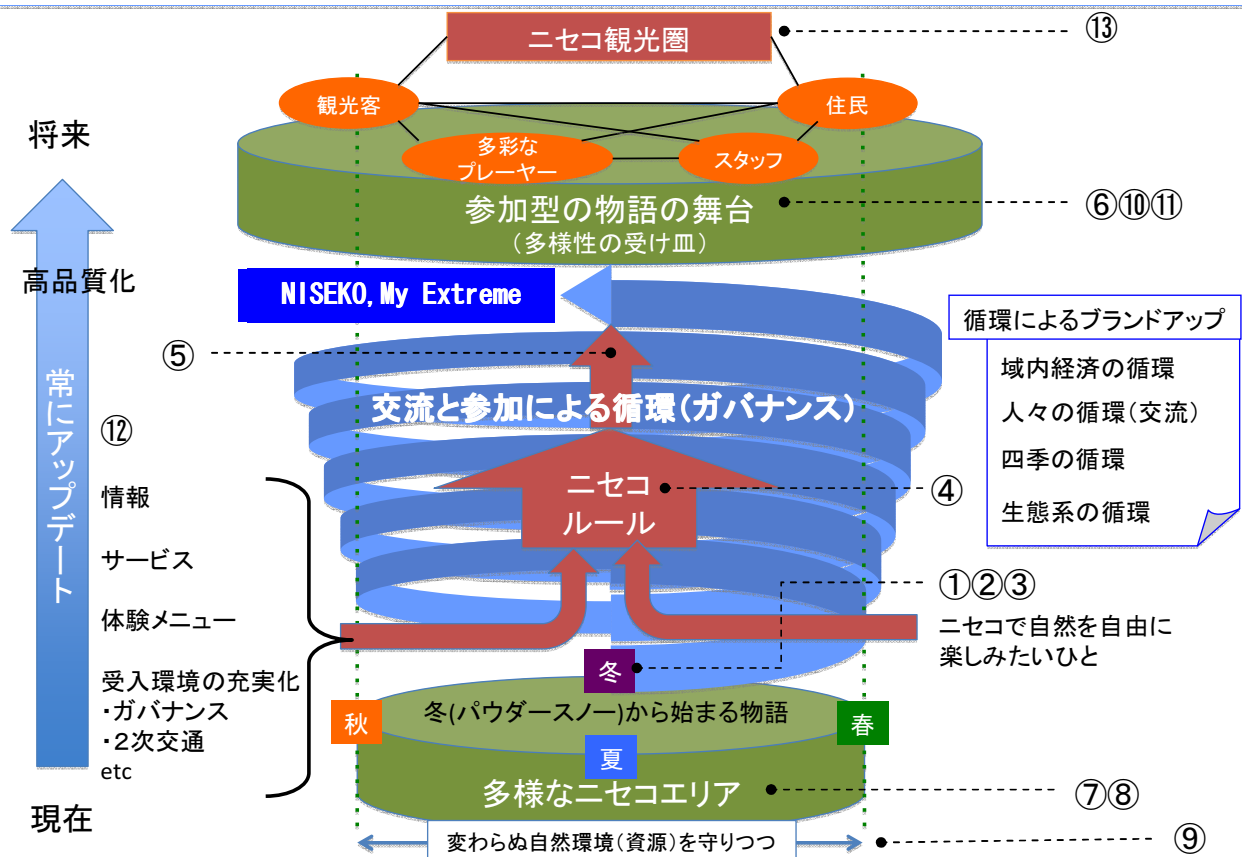 ニセコ観光圏
⑬
観光客
住民
多彩な
プレーヤー
スタッフ
将来
参加型の物語の舞台
(多様性の受け皿)
⑥⑩⑪
高品質化
NISEKO,My Extreme
循環によるブランドアップ
域内経済の循環
人々の循環(交流)
四季の循環
生態系の循環
⑤
常にアップデート
交流と参加による循環(ガバナンス)
⑫
ニセコ
ルール
④
情報
サービス
体験メニュー
受入環境の充実化
・ガバナンス
・2次交通
etc
①②③
ニセコで自然を自由に
楽しみたいひと
冬
冬(パウダースノー)から始まる物語
秋
春
夏
多様なニセコエリア
⑦⑧
現在
変わらぬ自然環境(資源)を守りつつ
⑨